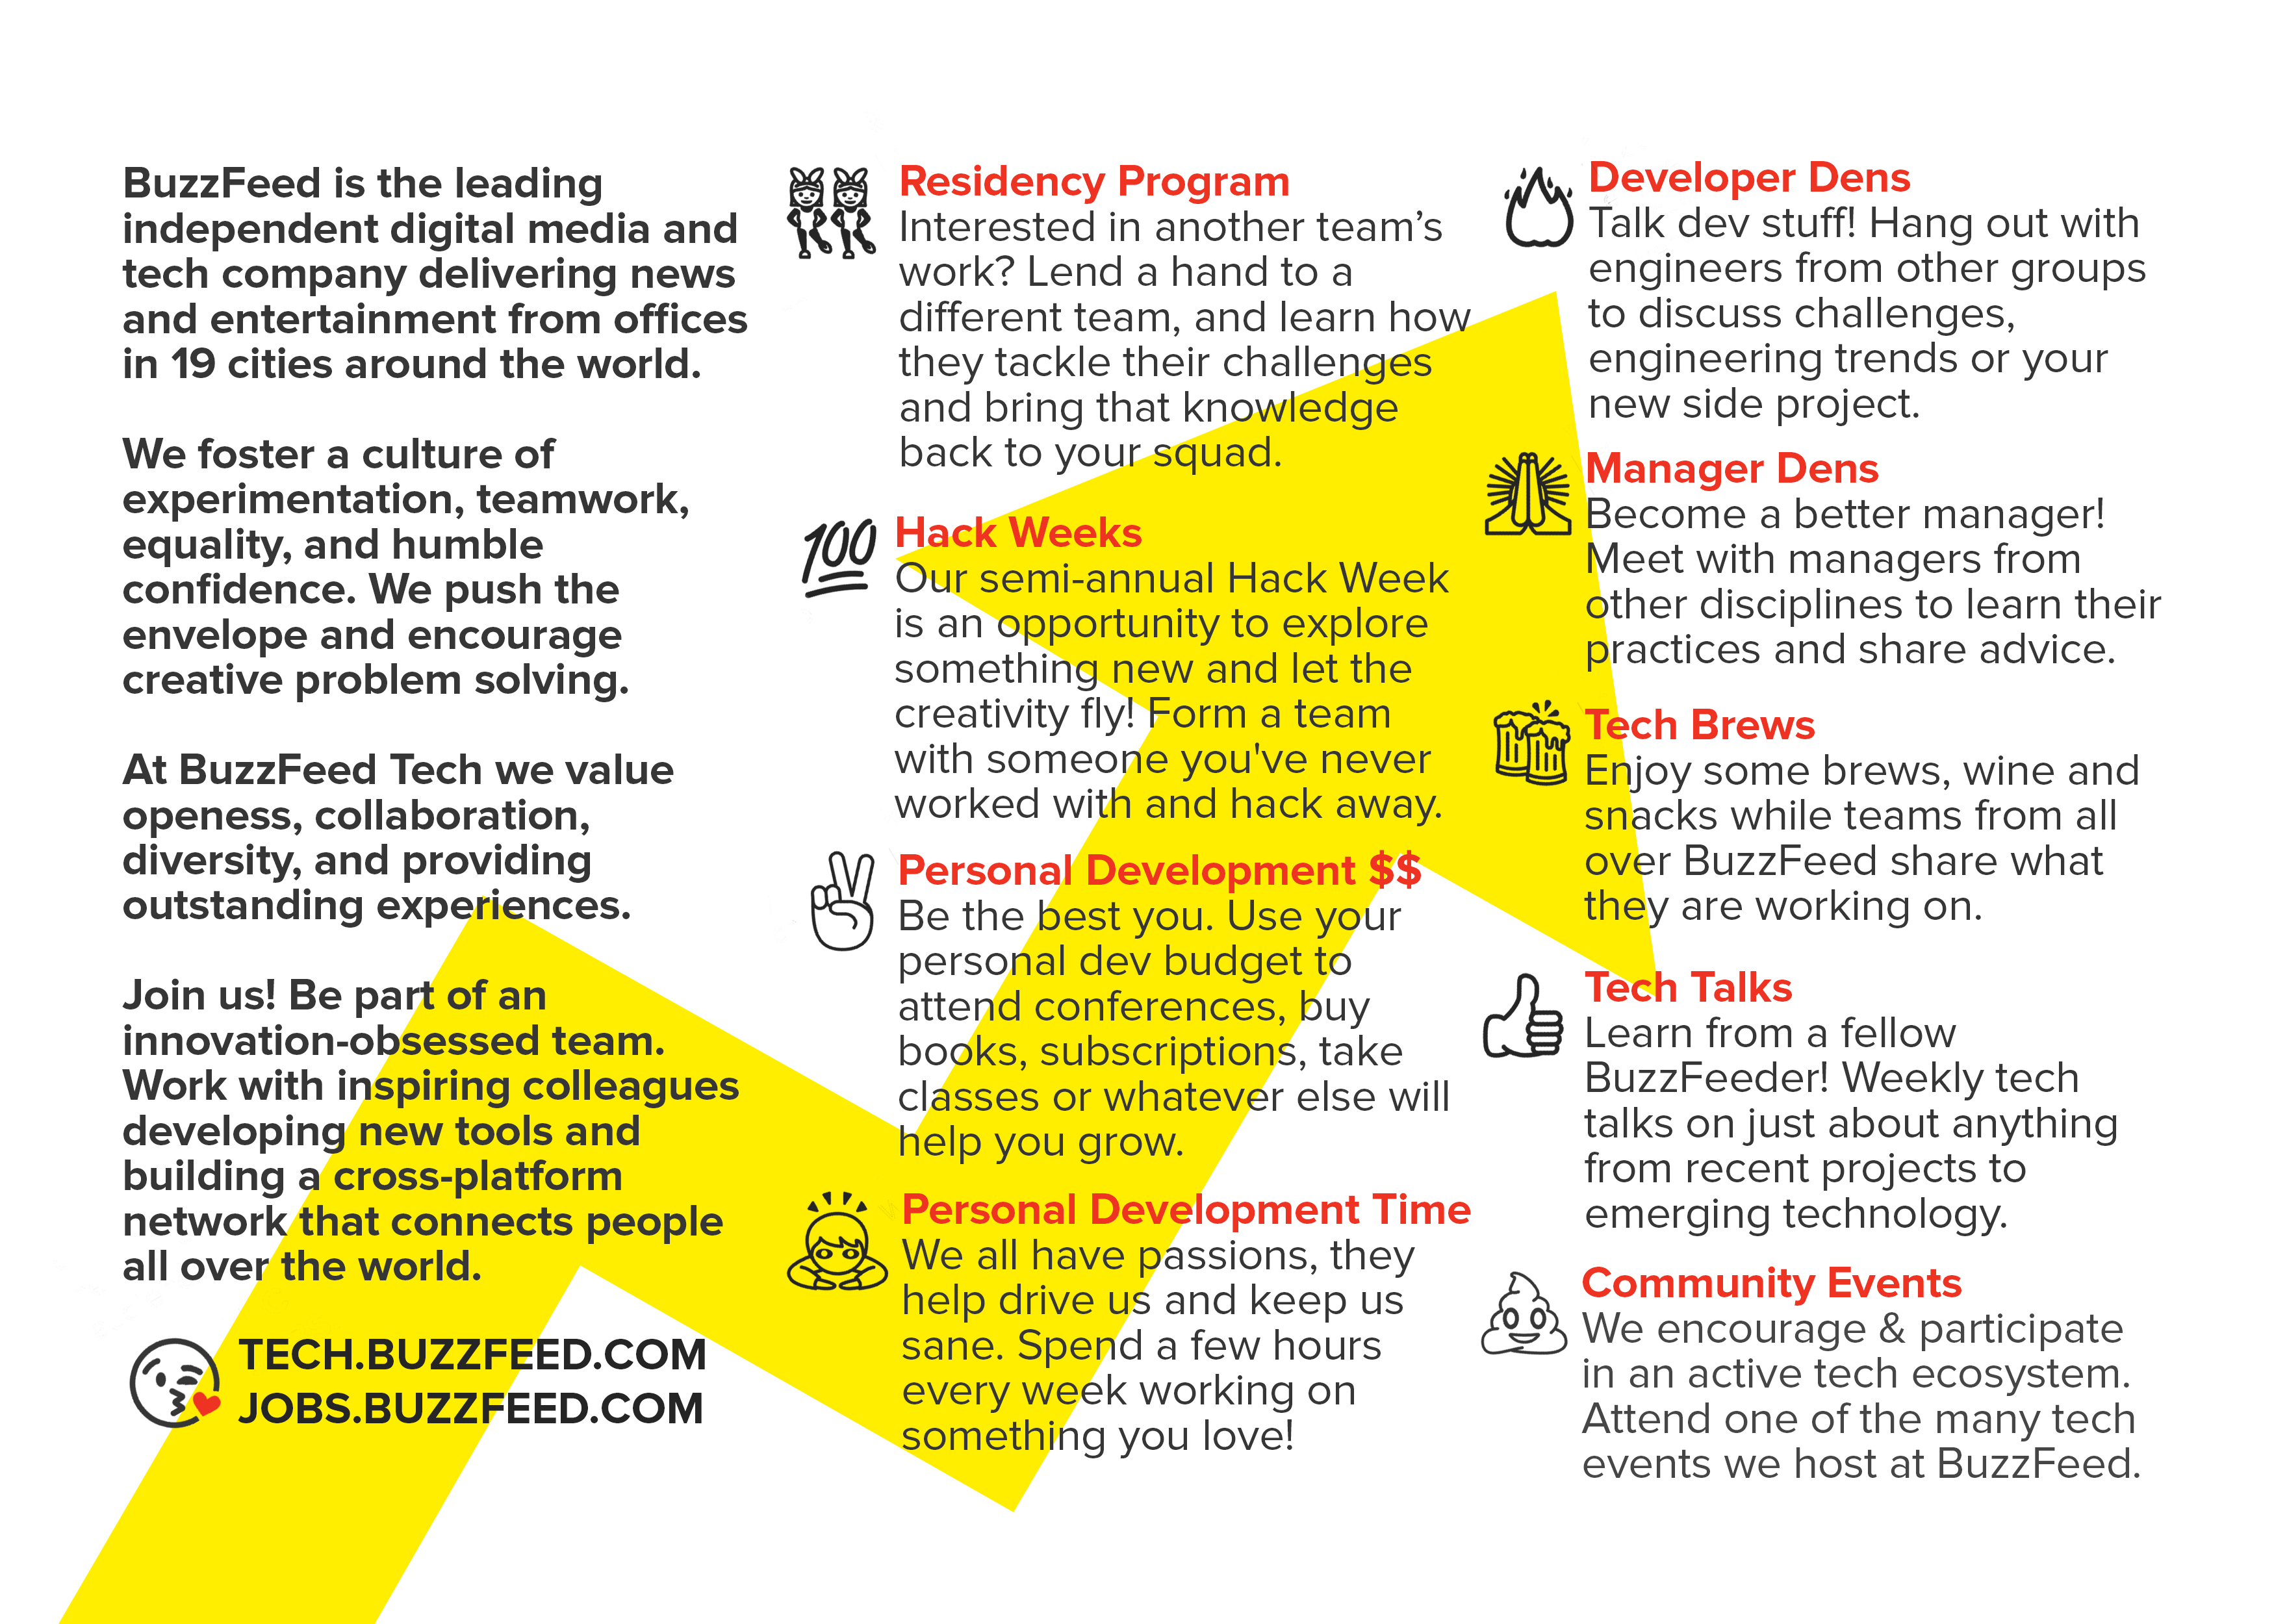 BuzzFeed is the leading
independent digital media and
tech company delivering news
and entertainment from offices
in 19 cities around the world.
We foster a culture of
experimentation, teamwork,
equality, and humble
confidence. We push the
envelope and encourage
creative problem solving.
At BuzzFeed Tech we value
openess, collaboration,
diversity, and providing
outstanding experiences.
Join us! Be part of an
innovation-obsessed team.
Work with inspiring colleagues
developing new tools and
building a cross-platform
network that connects people
all over the world.
TECH.BUZZFEED.COM
JOBS.BUZZFEED.COM
Residency Program
Interested in another team’s
work? Lend a hand to a
different team, and learn how
they tackle their challenges
and bring that knowledge
back to your squad.
100
Hack Weeks
Our semi-annual Hack Week
is an opportunity to explore
something new and let the
creativity fly! Form a team
with someone you've never
worked with and hack away.
Personal Development $$
Be the best you. Use your
personal dev budget to
attend conferences, buy
books, subscriptions, take
classes or whatever else will
help you grow.
Personal Development Time
We all have passions, they
help drive us and keep us
sane. Spend a few hours
every week working on
something you love!
Developer Dens
Talk dev stuff! Hang out with
engineers from other groups
to discuss challenges,
engineering trends or your
new side project.
Manager Dens
Become a better manager!
Meet with managers from
other disciplines to learn their
practices and share advice.
Tech Brews
Enjoy some brews, wine and
snacks while teams from all
over BuzzFeed share what
they are working on.
Tech Talks
Learn from a fellow
BuzzFeeder! Weekly tech
talks on just about anything
from recent projects to
emerging technology.
Community Events
We encourage & participate
in an active tech ecosystem.
Attend one of the many tech
events we host at BuzzFeed.